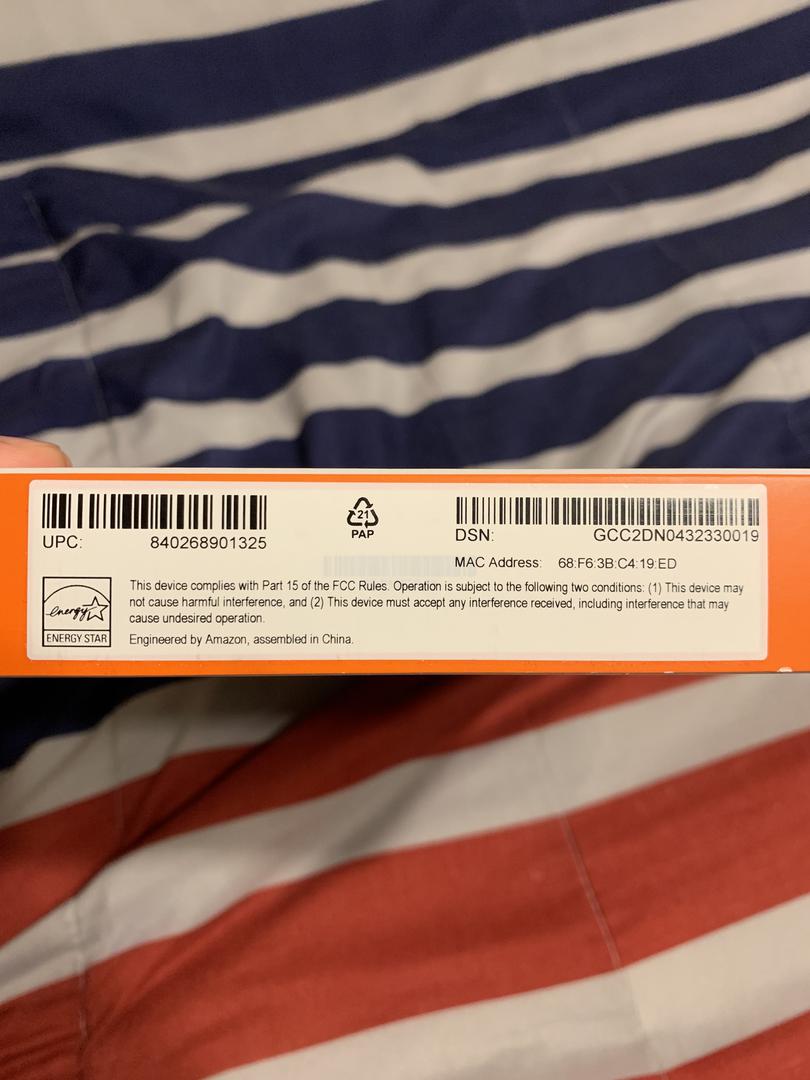 UPC: 840268901325
21
PAP
DSN: GCC2DN0432330019
MAC Address: 68:F6:3B:C4:19:ED
energy
ENERGY STAR
This device complies with Part 15 of the FCC Rules. Operation is subject to the following two conditions: (1) This device may
not cause harmful interference, and (2) This device must accept any interference received, including interference that may
cause undesired operation.
Engineered by Amazon, assembled in China.